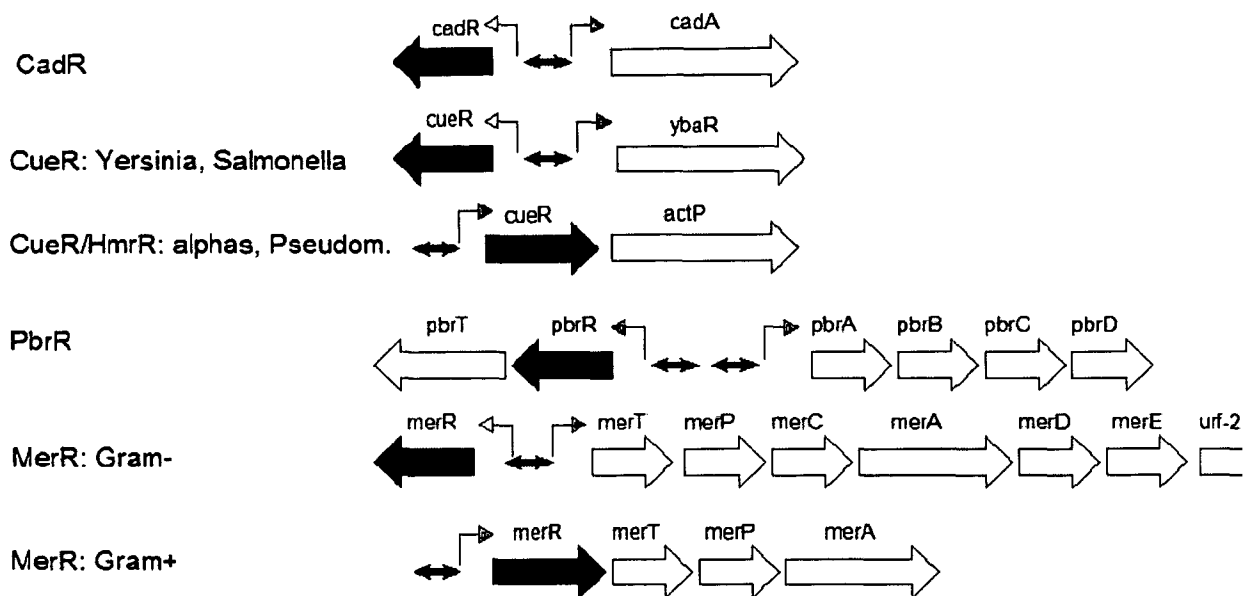 cadR cadA
CadR
cueR ybaR
CueR: Yersinia, Salmonella
cueR actP
CueR/HmrR: alphas, Pseudom.
pbrT pbrR pbrA pbrB pbrC pbrD
PbrR
merR merT merP merC merA merD merE urf-2
MerR: Gram-
merR merT merP merA
MerR: Gram+